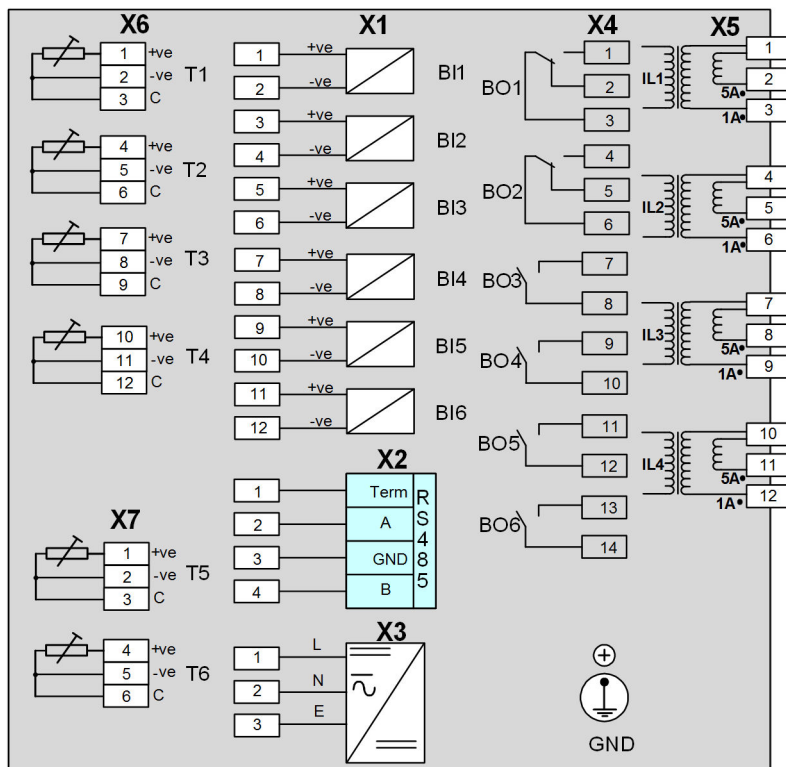 X6
1 +ve
2 -ve T1
3 C
4 +ve
5 -ve T2
6 C
7 +ve
8 -ve T3
9 C
10 +ve
11 -ve T4
12 C
X7
1 +ve
2 -ve T5
3 C
4 +ve
5 -ve T6
6 C
X1
1 +ve
BI1
2 -ve
3 +ve
BI2
4 -ve
5 +ve
BI3
6 -ve
7 +ve
BI4
8 -ve
9 +ve
BI5
10 -ve
11 +ve
BI6
12 -ve
X2
1 Term
2 A
3 GND
4 B
RS485
X3
1 L
2 N
3 E
X4
1
BO1 2
3
4
BO2 5
6
7
BO3
8
9
BO4
10
11
BO5
12
13
BO6
14
X5
1
IL1 2
5A
1A 3
4
IL2 5
5A
1A 6
7
IL3 8
5A
1A 9
10
IL4 11
5A
1A 12
GND